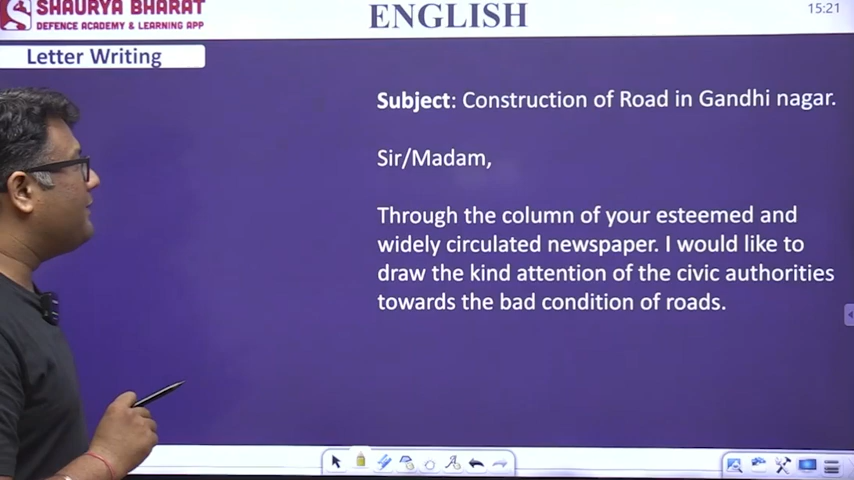 SHAURYA BHARAT
DEFENCE ACADEMY & LEARNING APP
ENGLISH
15:21
Letter Writing
Subject: Construction of Road in Gandhi nagar.
Sir/Madam,
Through the column of your esteemed and
widely circulated newspaper. I would like to
draw the kind attention of the civic authorities
towards the bad condition of roads.